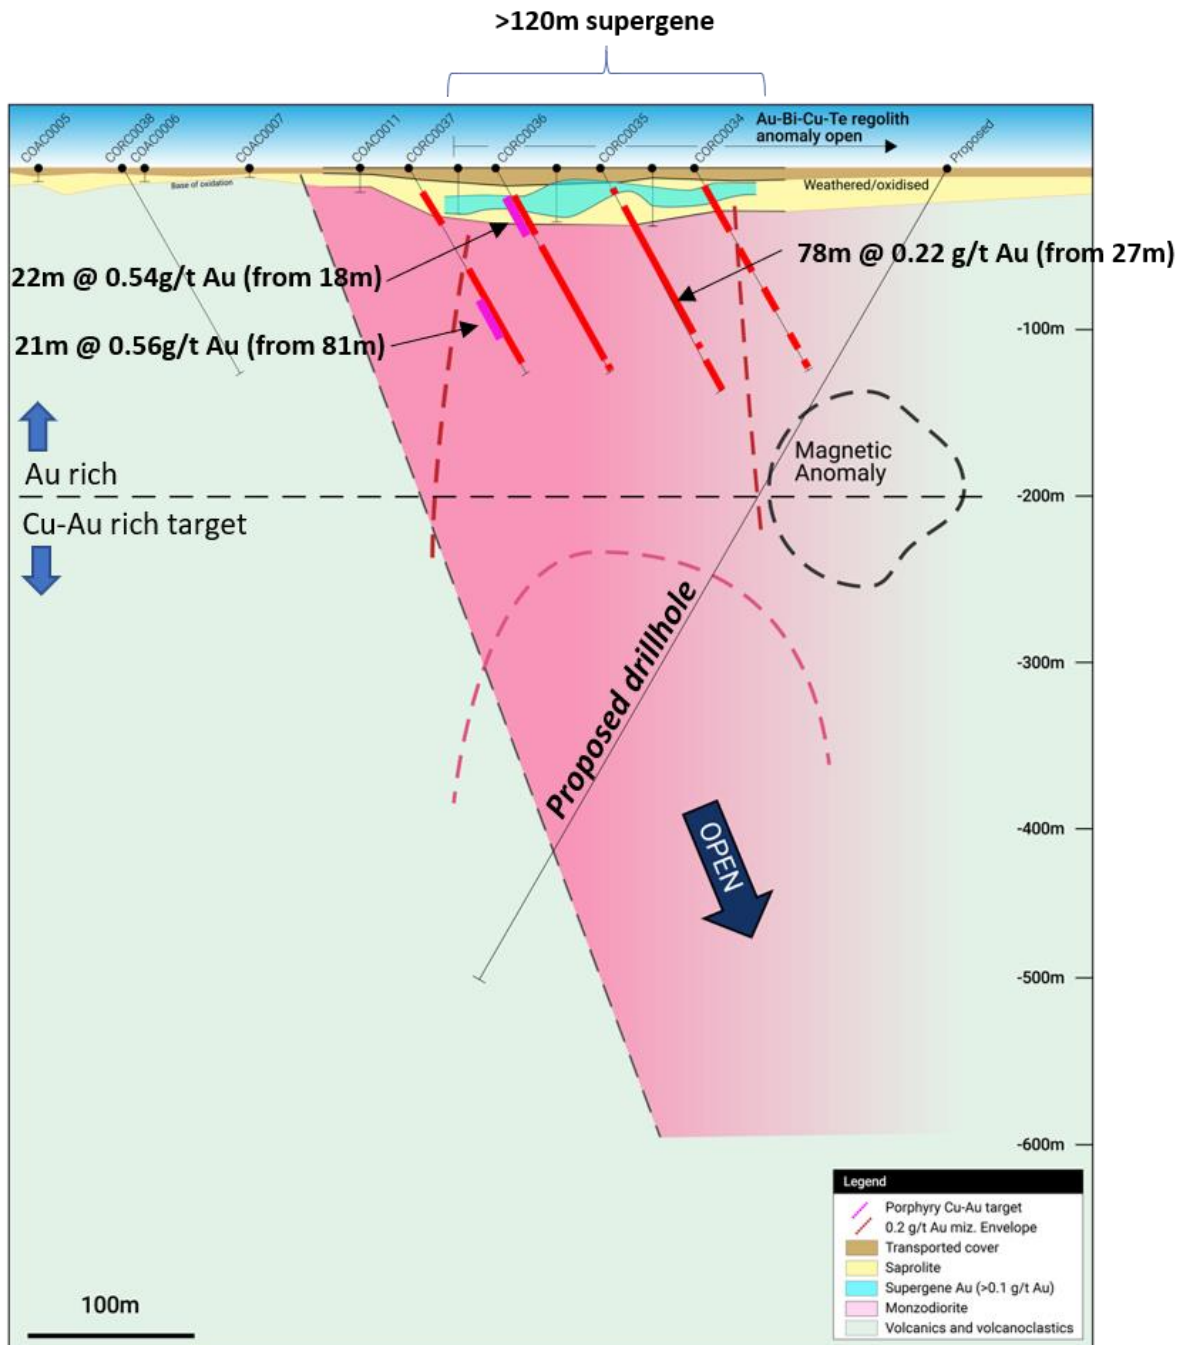 >120m supergene
COAC0005
CORC0038
COAC0006
COAC0007
COAC0011
CORC0037
CORC0036
CORC0035
CORC0034
Proposed
Au-Bi-Cu-Te regolith
anomaly open
Base of oxidation
Weathered/oxidised
22m @ 0.54g/t Au (from 18m)
78m @ 0.22 g/t Au (from 27m)
21m @ 0.56g/t Au (from 81m)
-100m
Au rich
Magnetic
Anomaly
-200m
Cu-Au rich target
Proposed drillhole
-300m
-400m
OPEN
-500m
-600m
Legend
Porphyry Cu-Au target
0.2 g/t Au miz. Envelope
Transported cover
Saprolite
Supergene Au (>0.1 g/t Au)
Monzodiorite
Volcanics and volcanoclastics
100m